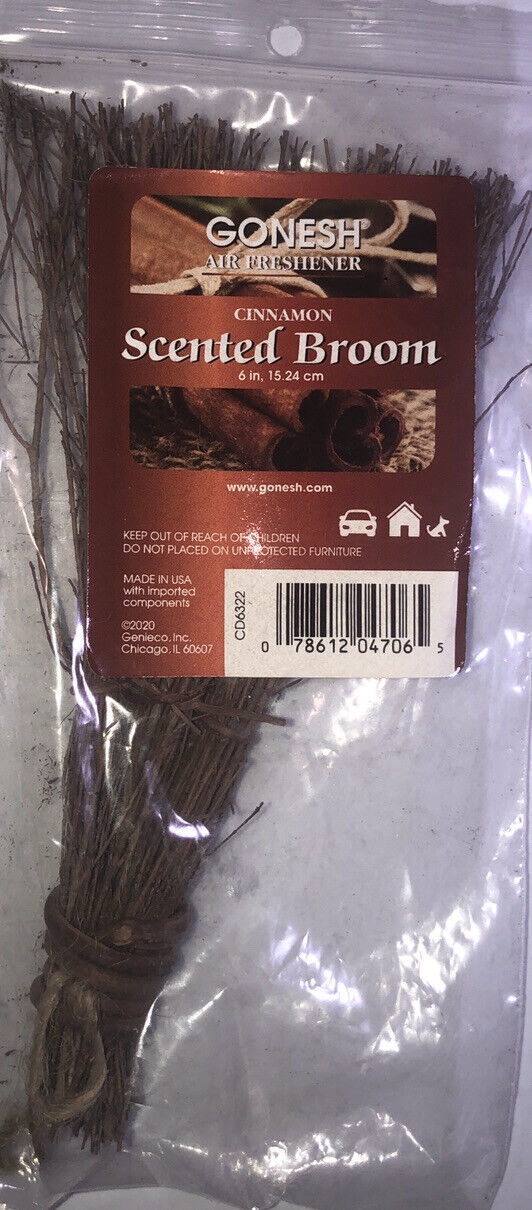 GONESH®
AIR FRESHENER
CINNAMON
Scented Broom
6 in, 15.24 cm
www.gonesh.com
KEEP OUT OF REACH OF CHILDREN
DO NOT PLACED ON UNPROTECTED FURNITURE
MADE IN USA
with imported
components
©2020
Genieco, Inc.
Chicago, IL 60607
CD6322
0 78612 04706 5